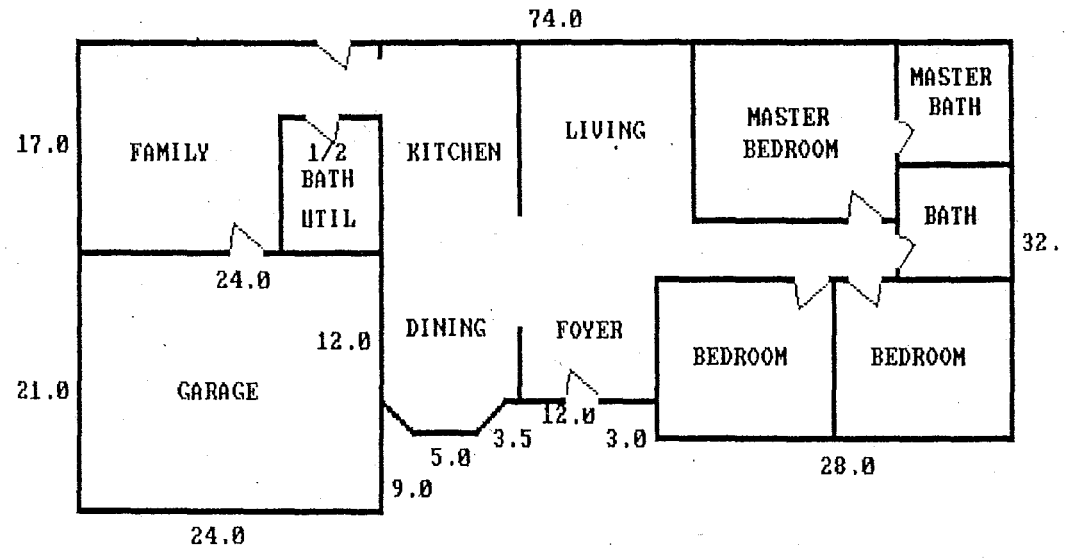 74.0
MASTER
BATH
MASTER
BEDROOM
LIVING
17.0
FAMILY
1/2
BATH
UTIL
KITCHEN
BATH
32.
24.0
12.0
DINING
FOYER
BEDROOM
BEDROOM
21.0
GARAGE
12.0
3.5
3.0
5.0
28.0
9.0
24.0